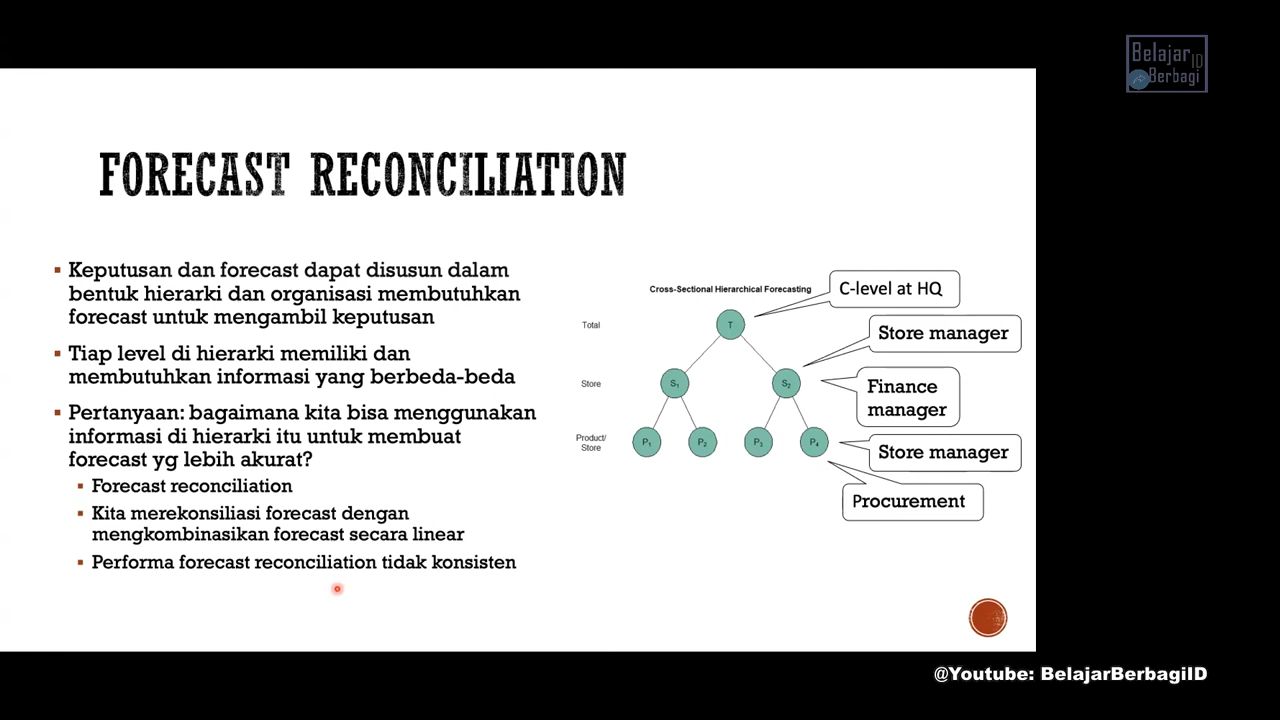 Belajar ID
Berbagi
FORECAST RECONCILIATION
Keputusan dan forecast dapat disusun dalam
bentuk hierarki dan organisasi membutuhkan
forecast untuk mengambil keputusan
Tiap level di hierarki memiliki dan
membutuhkan informasi yang berbeda-beda
Pertanyaan: bagaimana kita bisa menggunakan
informasi di hierarki itu untuk membuat
forecast yg lebih akurat?
Forecast reconciliation
Kita merekonsiliasi forecast dengan
mengkombinasikan forecast secara linear
Performa forecast reconciliation tidak konsisten
Cross-Sectional Hierarchical Forecasting
C-level at HQ
Total
T
Store manager
Store
S₁
S₂
Finance
manager
Product/
Store
P₁
P₂
P₃
P₄
Store manager
Procurement
@Youtube: BelajarBerbagiID